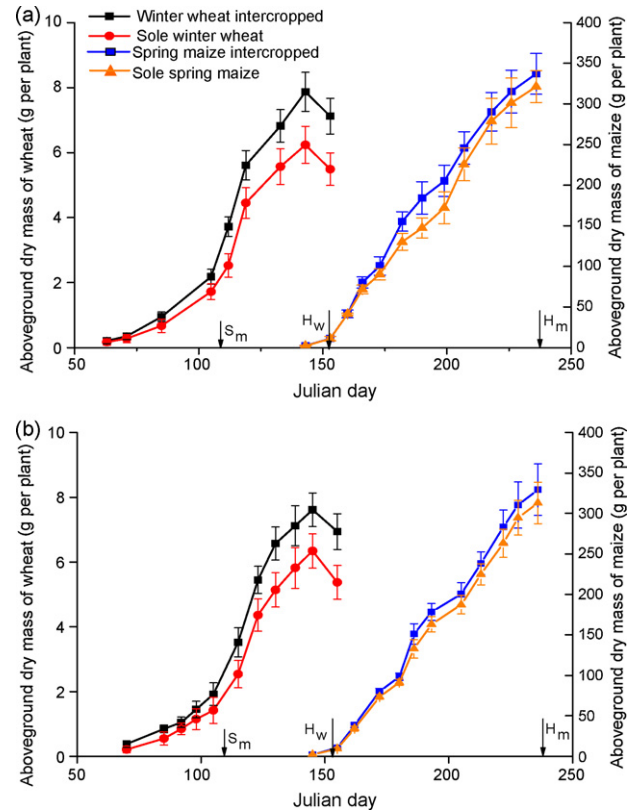 (a)
Winter wheat intercropped
Sole winter wheat
Spring maize intercropped
Sole spring maize
Aboveground dry mass of wheat (g per plant)
10
8
6
4
2
0
Aboveground dry mass of maize (g per plant)
400
350
300
250
200
150
100
50
0
Sm
Hw
Hm
50 100 150 200 250
Julian day
(b)
Aboveground dry mass of wheat (g per plant)
10
8
6
4
2
0
Aboveground dry mass of maize (g per plant)
400
350
300
250
200
150
100
50
0
Sm
Hw
Hm
50 100 150 200 250
Julian day